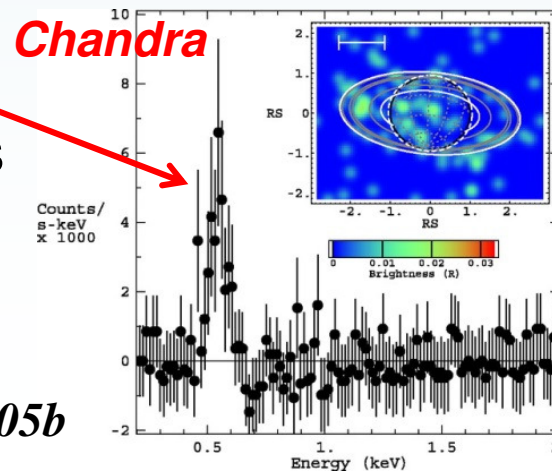 Chandra
s
10
8
6
4
2
0
-2
Counts/
s-keV
x 1000
0.5
1.
1.5
Energy (keV)
2.
1
0
-1
-2
RS
-2. -1. 0 1. 2.
RS
0 0.01 0.02 0.03
Brightness (R)
05b